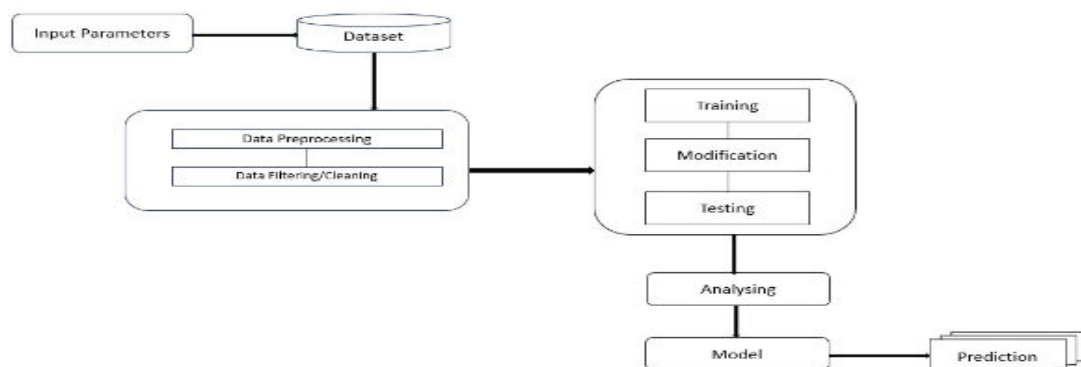 Input Parameters
Dataset
Data Preprocessing
Data Filtering/Cleaning
Training
Modification
Testing
Analysing
Model
Prediction